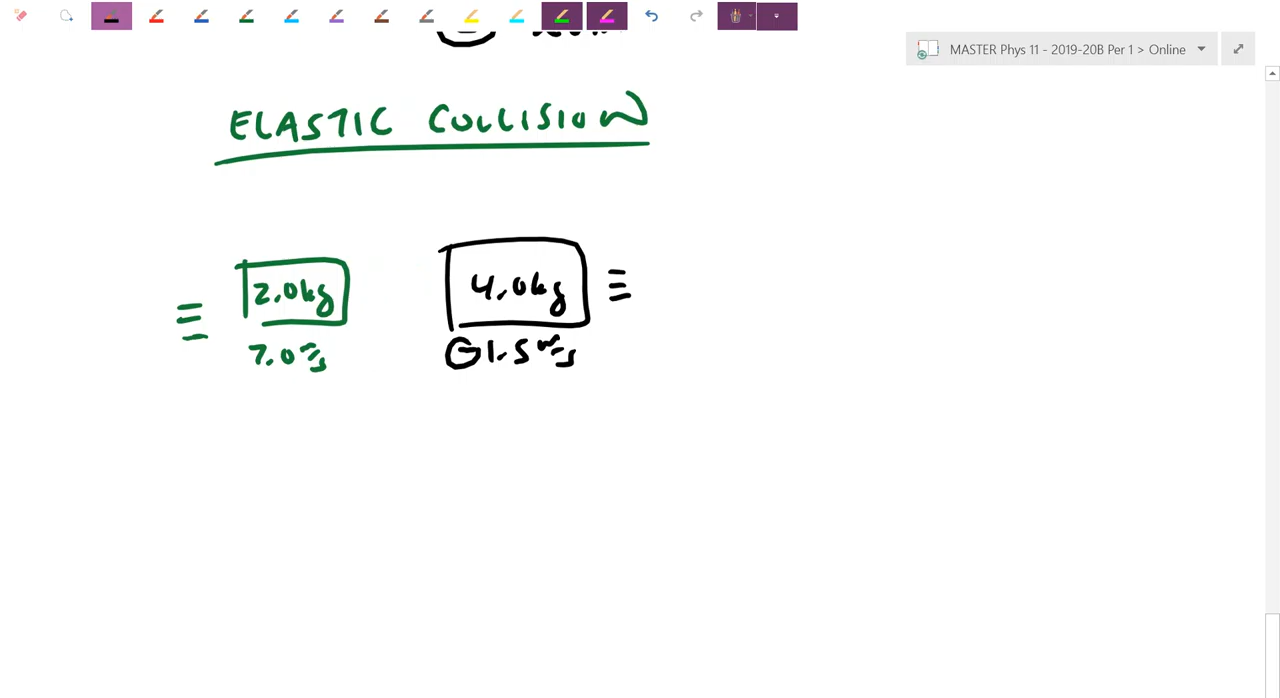 MASTER Phys 11 - 2019-20B Per 1 > Online
ELASTIC COLLISION
2.0kg 4.0kg
7.0 m/s -1.5 m/s